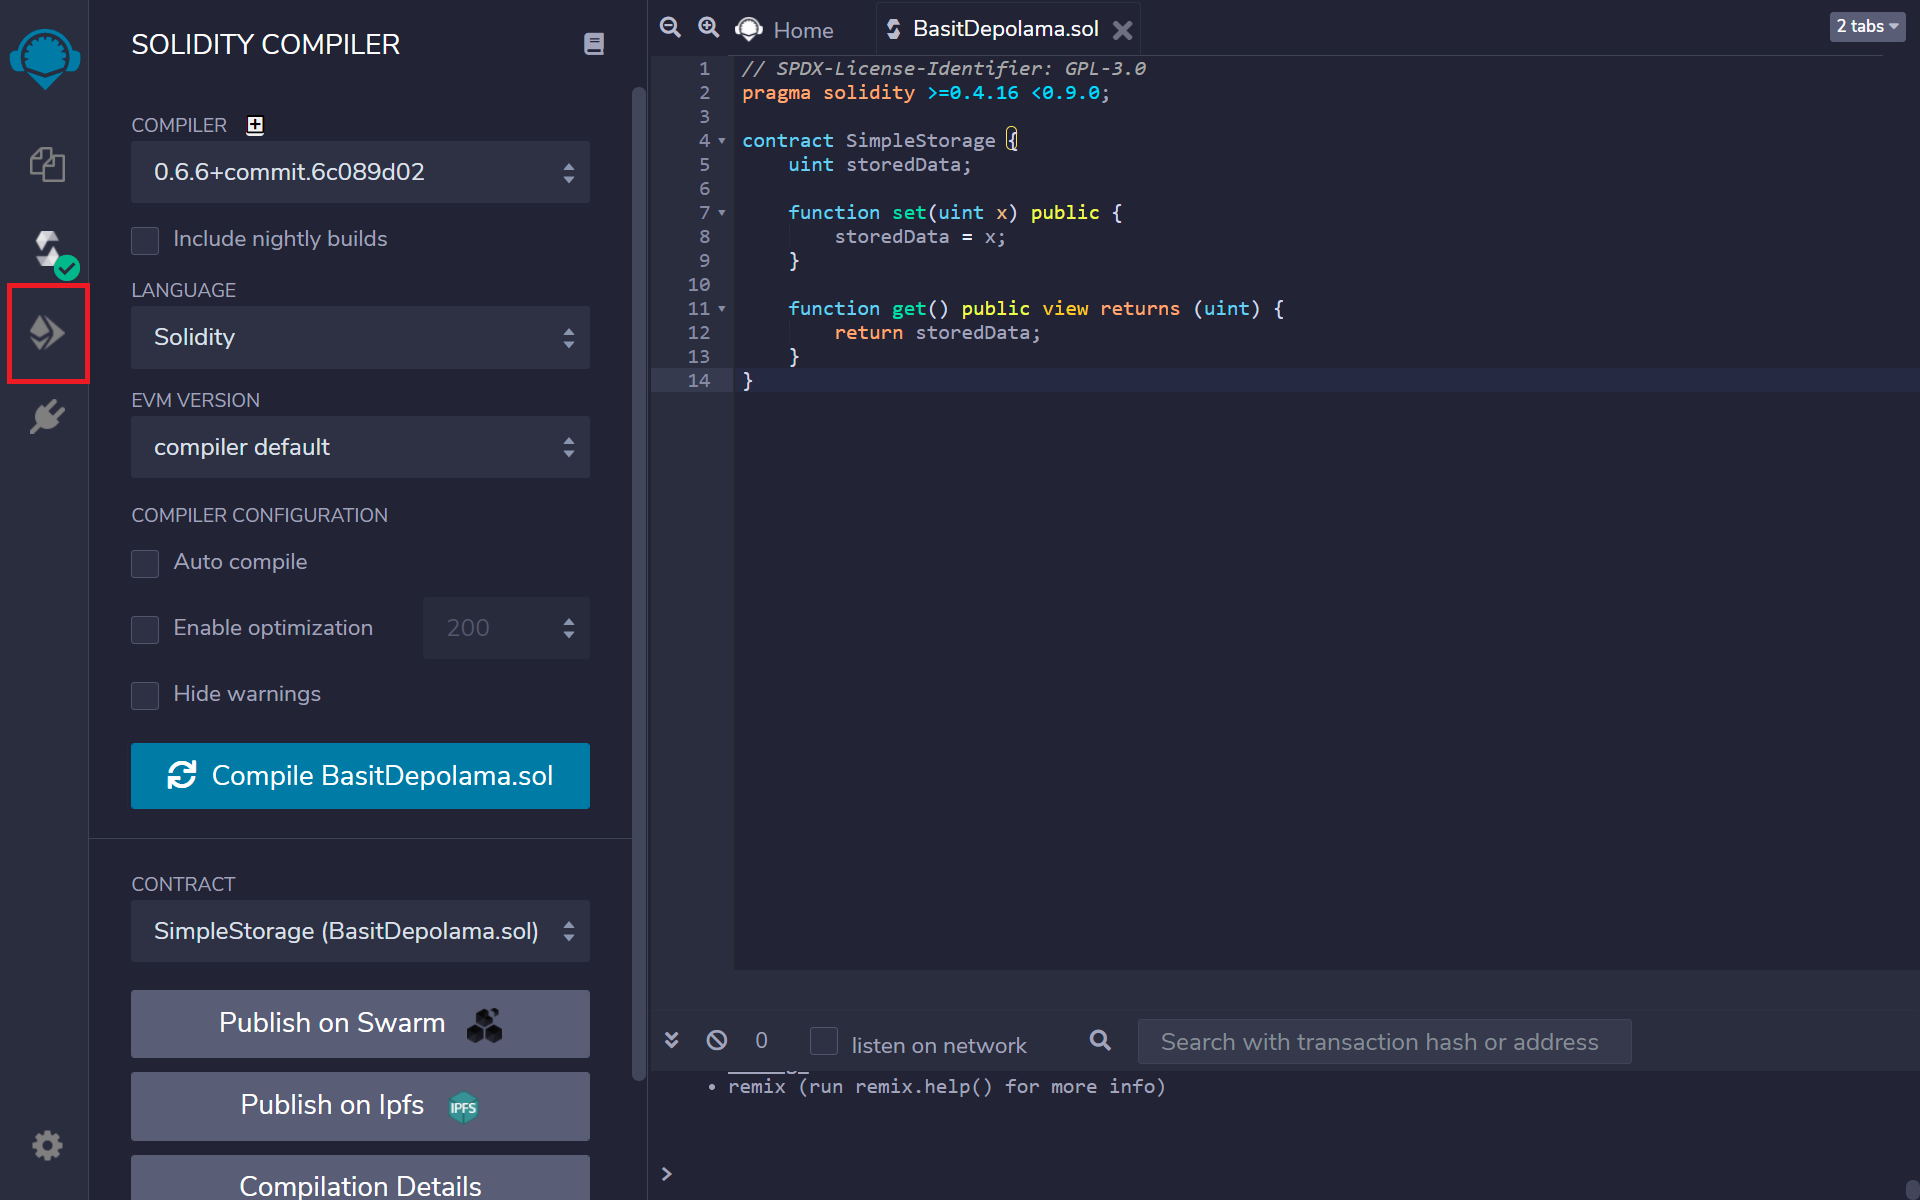 SOLIDITY COMPILER
COMPILER
0.6.6+commit.6c089d02
Include nightly builds
LANGUAGE
Solidity
EVM VERSION
compiler default
COMPILER CONFIGURATION
Auto compile
Enable optimization 200
Hide warnings
Compile BasitDepolama.sol
CONTRACT
SimpleStorage (BasitDepolama.sol)
Publish on Swarm
Publish on Ipfs IPFS
Compilation Details
Home BasitDepolama.sol 2 tabs
1 // SPDX-License-Identifier: GPL-3.0
2 pragma solidity >=0.4.16 <0.9.0;
3
4 contract SimpleStorage {
5 uint storedData;
6
7 function set(uint x) public {
8 storedData = x;
9 }
10
11 function get() public view returns (uint) {
12 return storedData;
13 }
14 }
0 listen on network Search with transaction hash or address
• remix (run remix.help() for more info)
>